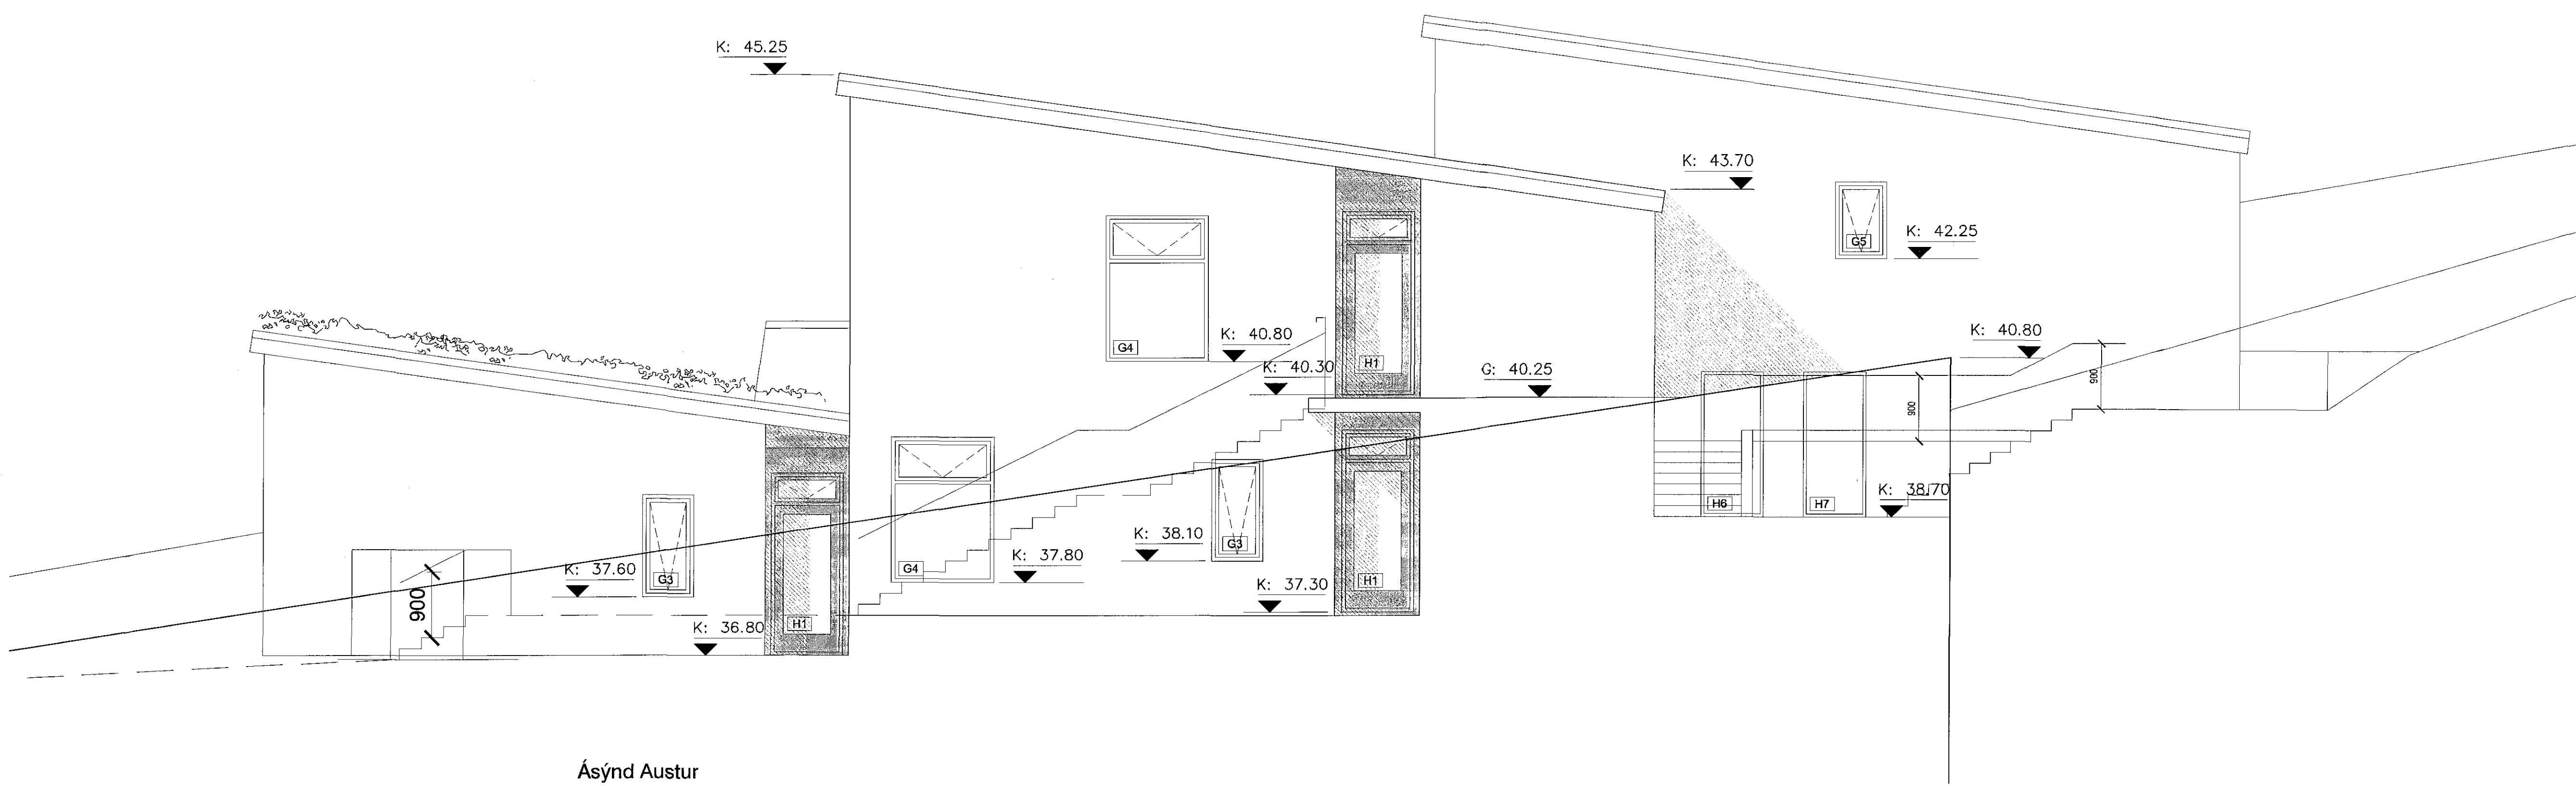 K: 45.25
K: 43.70
G5
K: 42.25
K: 40.80
K: 40.80
G4
K: 40.30
H1
G: 40.25
900
900
H6
H7
K: 38.70
K: 38.10
G3
K: 37.80
G4
K: 37.60
G3
H1
K: 37.30
900
H1
K: 36.80
Ásýnd Austur